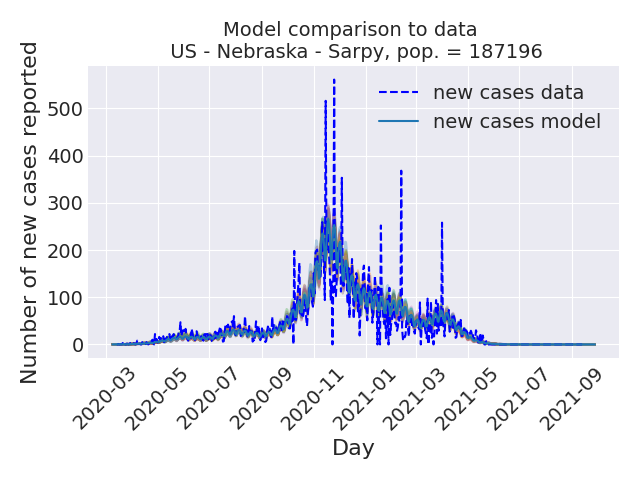 Model comparison to data
US - Nebraska - Sarpy, pop. = 187196
Number of new cases reported
500
400
300
200
100
0
new cases data
new cases model
2020-03
2020-05
2020-07
2020-09
2020-11
2021-01
2021-03
2021-05
2021-07
2021-09
Day